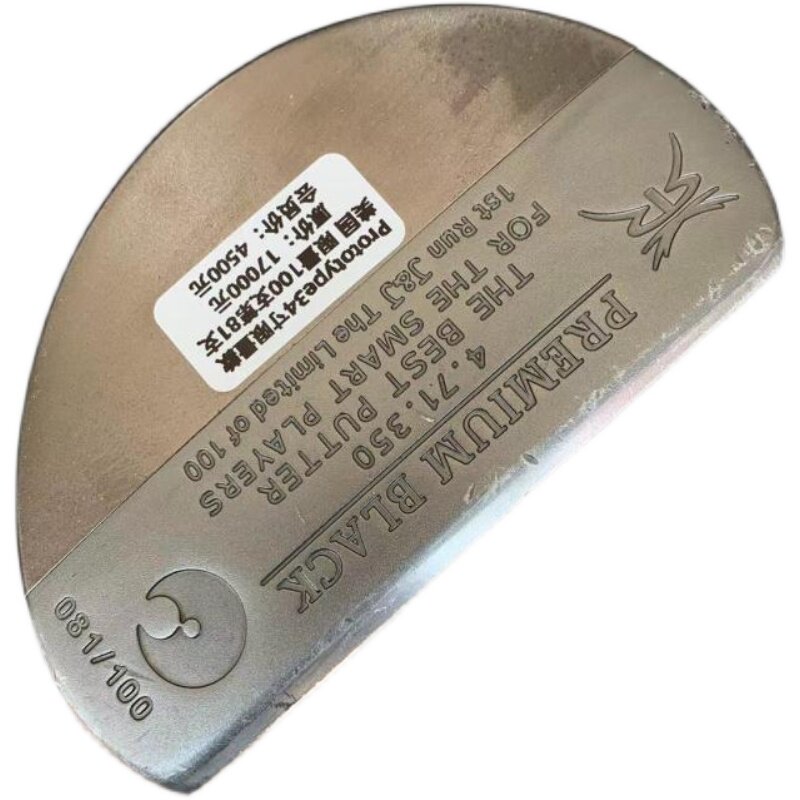 PREMIUM BLACK
4.71.350
THE BEST PUTTER
FOR THE SMART PLAYERS
1st Run J&J The Limited of 100
081/100
Prototype34寸限量款
美国 限量100支第81支
原价：17000元
会员价：4500元